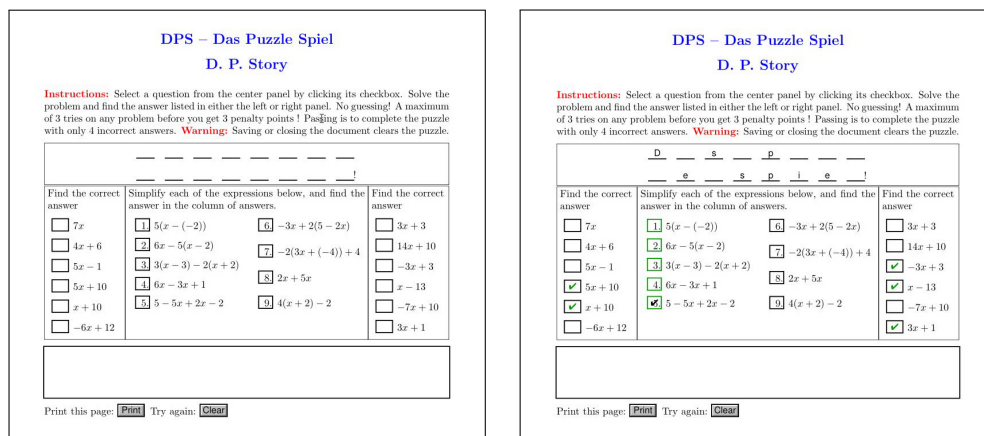 DPS – Das Puzzle Spiel
D. P. Story
Instructions: Select a question from the center panel by clicking its checkbox. Solve the
problem and find the answer listed in either the left or right panel. No guessing! A maximum
of 3 tries on any problem before you get 3 penalty points ! Passing is to complete the puzzle
with only 4 incorrect answers. Warning: Saving or closing the document clears the puzzle.
!
Find the correct answer
7x
4x + 6
5x − 1
5x + 10
x + 10
−6x + 12
Simplify each of the expressions below, and find the
answer in the column of answers.
1. 5(x − (−2))
2. 6x − 5(x − 2)
3. 3(x − 3) − 2(x + 2)
4. 6x − 3x + 1
5. 5 − 5x + 2x − 2
6. −3x + 2(5 − 2x)
7. −2(3x + (−4)) + 4
8. 2x + 5x
9. 4(x + 2) − 2
Find the correct answer
3x + 3
14x + 10
−3x + 3
x − 13
−7x + 10
3x + 1
Print this page: Print Try again: Clear
DPS – Das Puzzle Spiel
D. P. Story
Instructions: Select a question from the center panel by clicking its checkbox. Solve the
problem and find the answer listed in either the left or right panel. No guessing! A maximum
of 3 tries on any problem before you get 3 penalty points ! Passing is to complete the puzzle
with only 4 incorrect answers. Warning: Saving or closing the document clears the puzzle.
D s p
e s p i e !
Find the correct answer
7x
4x + 6
5x − 1
5x + 10
x + 10
−6x + 12
Simplify each of the expressions below, and find the
answer in the column of answers.
1. 5(x − (−2))
2. 6x − 5(x − 2)
3. 3(x − 3) − 2(x + 2)
4. 6x − 3x + 1
5 − 5x + 2x − 2
6. −3x + 2(5 − 2x)
7. −2(3x + (−4)) + 4
8. 2x + 5x
9. 4(x + 2) − 2
Find the correct answer
3x + 3
14x + 10
−3x + 3
x − 13
−7x + 10
3x + 1
Print this page: Print Try again: Clear